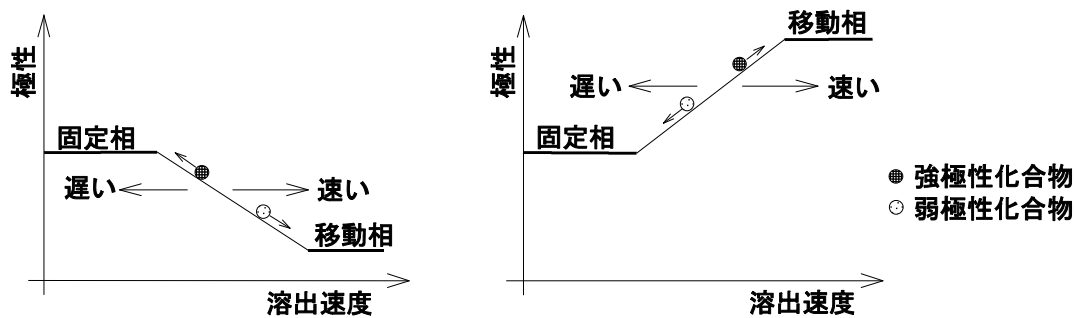 極性
固定相
遅い
速い
移動相
溶出速度
極性
移動相
遅い
速い
固定相
溶出速度
強極性化合物
弱極性化合物